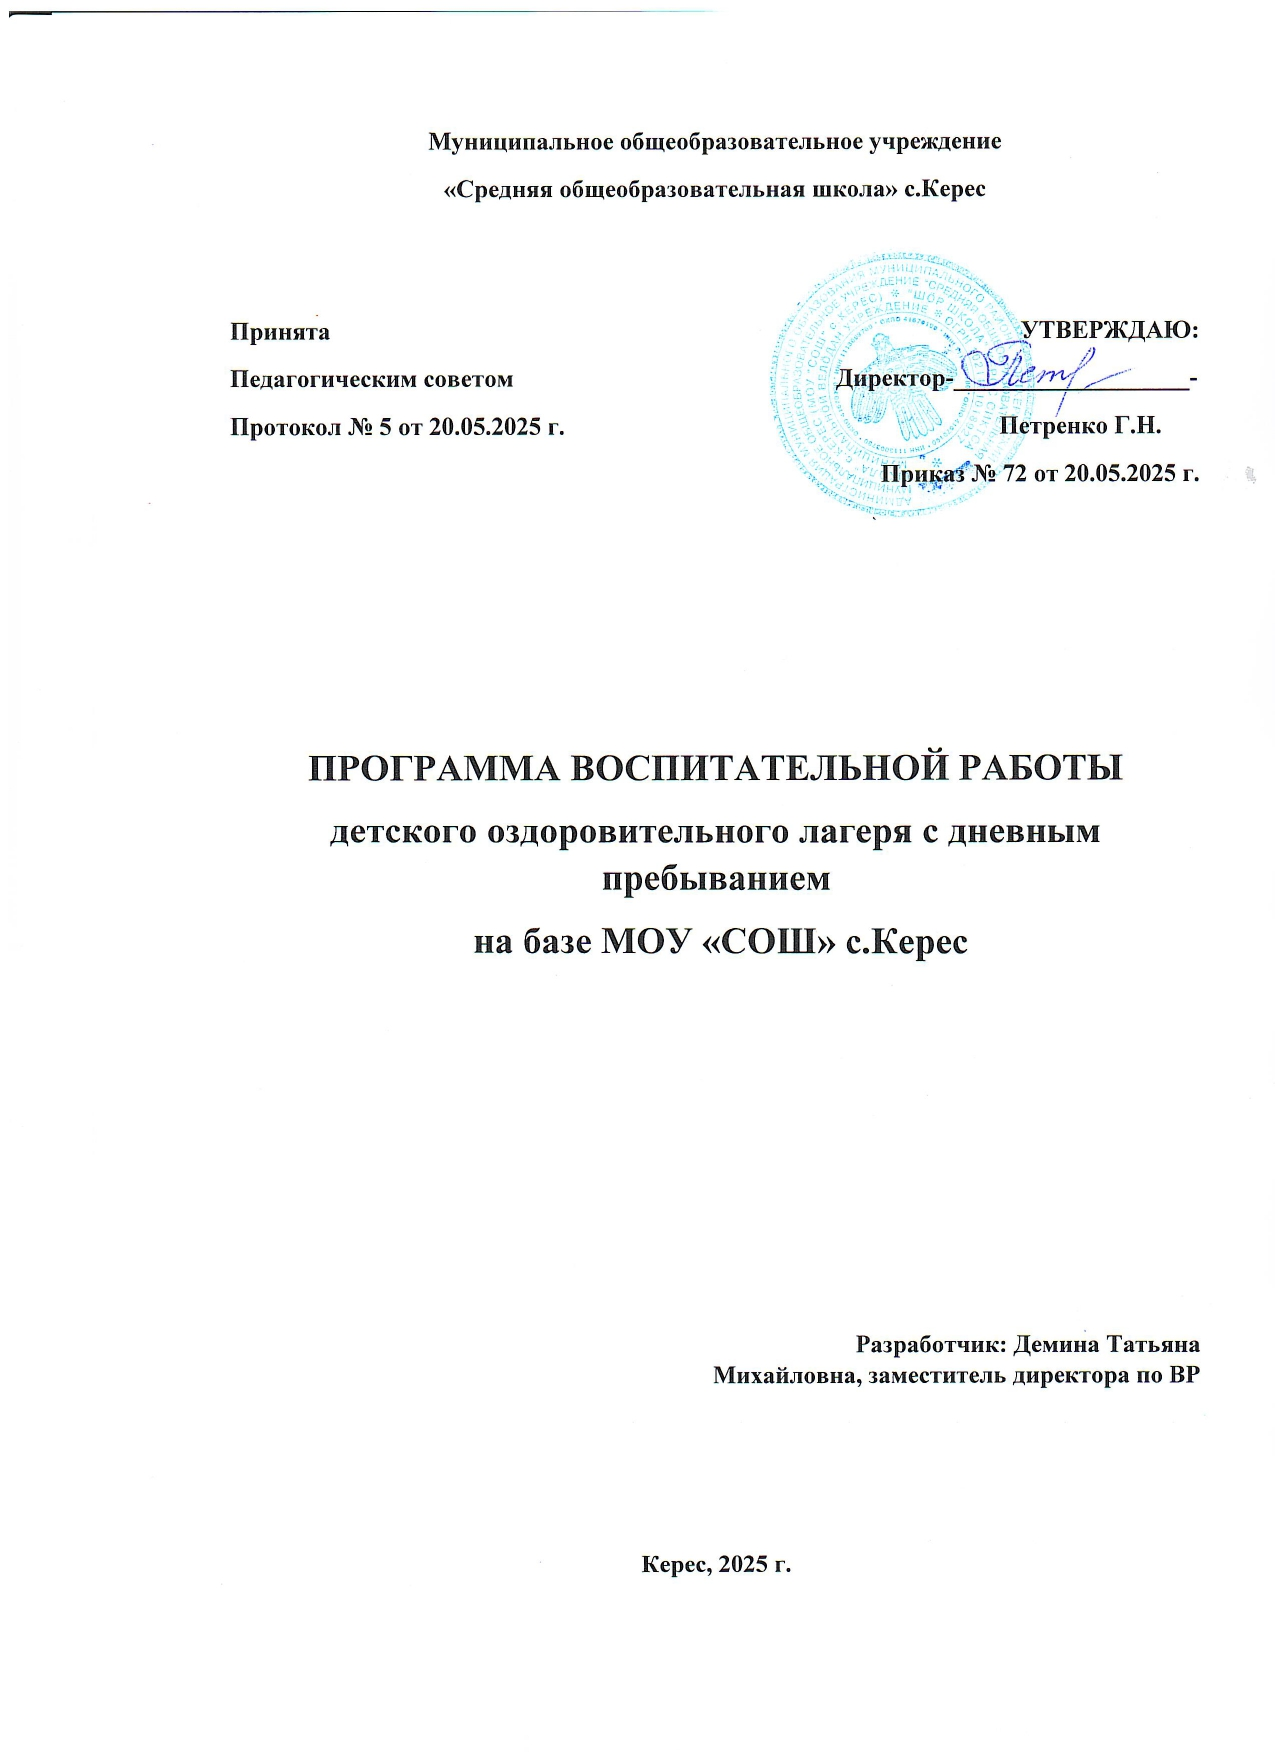 Муниципальное общеобразовательное учреждение
«Средняя общеобразовательная школа» с.Керес
Принята
УТВЕРЖДАЮ:
Педагогическим советом
Директор-___________________-
Протокол № 5 от 20.05.2025 г.
Петренко Г.Н.
Приказ № 72 от 20.05.2025 г.
ПРОГРАММА ВОСПИТАТЕЛЬНОЙ РАБОТЫ
детского оздоровительного лагеря с дневным
пребыванием
на базе МОУ «СОШ» с.Керес
Разработчик: Демина Татьяна
Михайловна, заместитель директора по ВР
Керес, 2025 г.